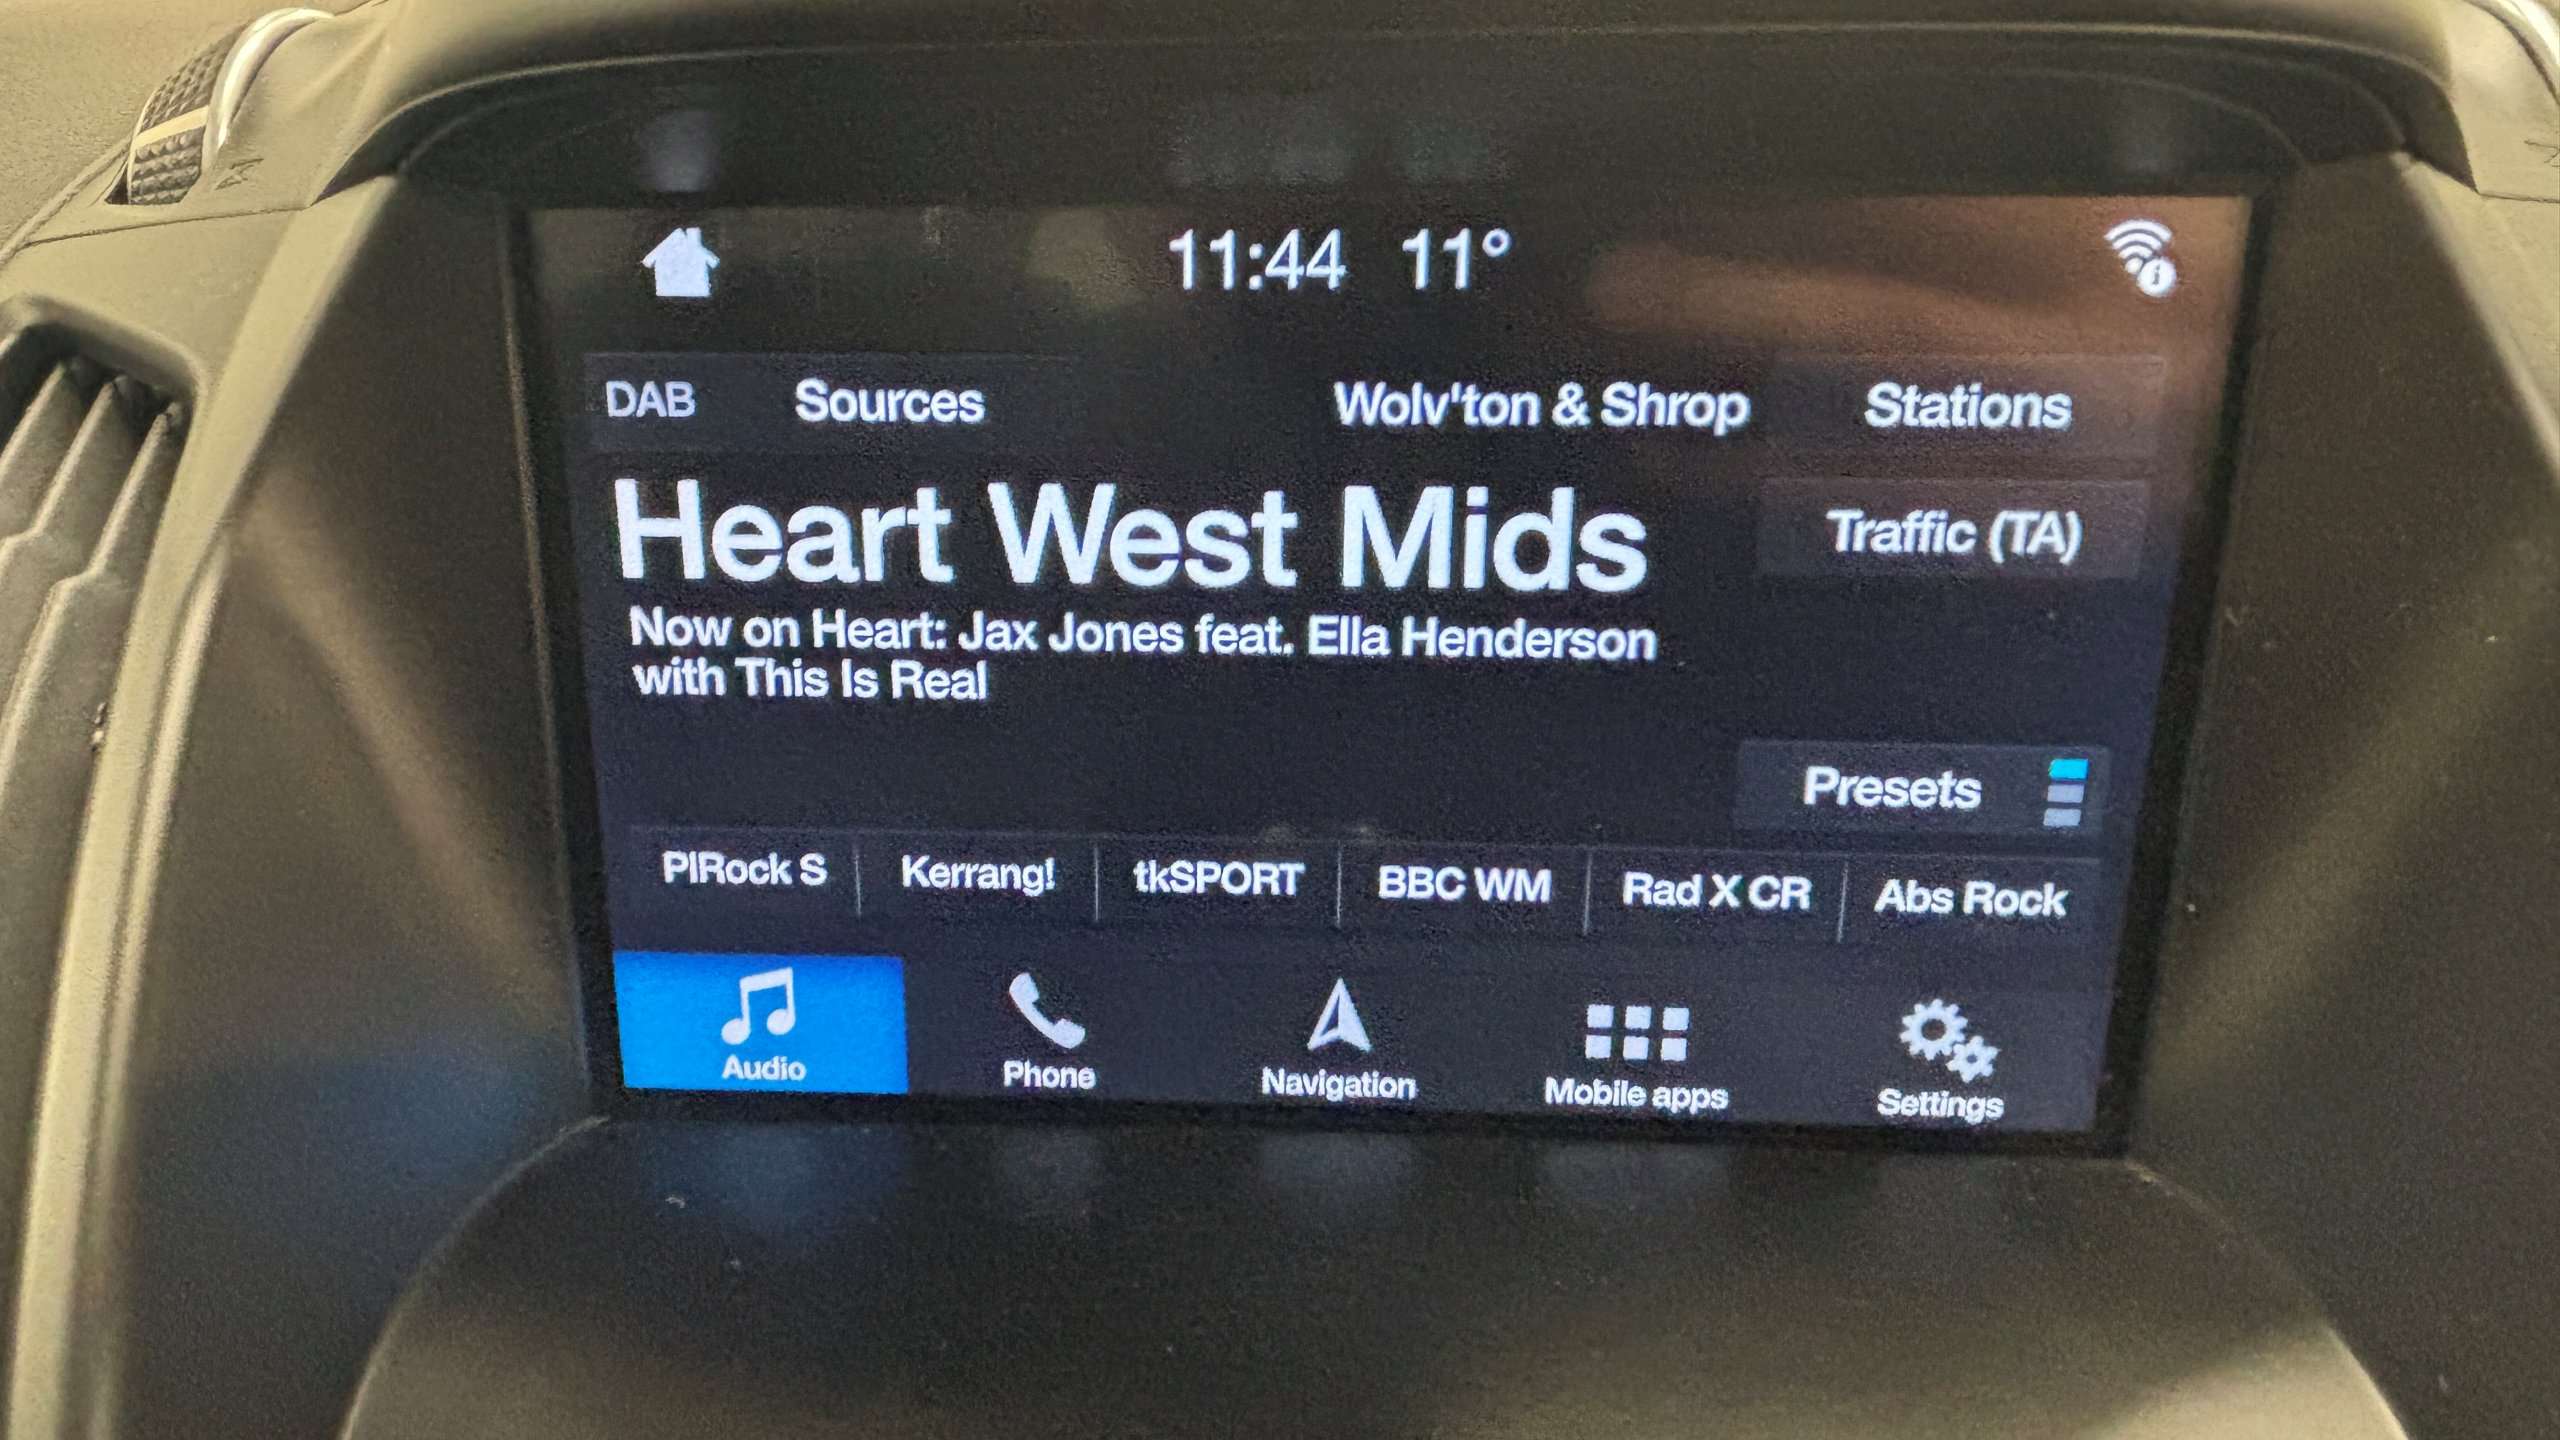 11:44 11°
DAB Sources Wolv'ton & Shrop Stations
Heart West Mids
Traffic (TA)
Now on Heart: Jax Jones feat. Ella Henderson
with This Is Real
Presets
PlRock S Kerrang! tkSPORT BBC WM Rad X CR Abs Rock
Audio Phone Navigation Mobile apps Settings